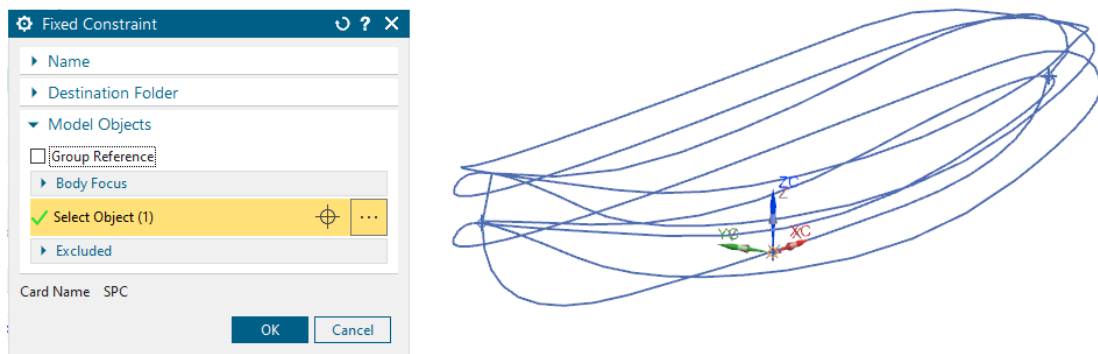 Fixed Constraint
Name
Destination Folder
Model Objects
Group Reference
Body Focus
Select Object (1)
Excluded
Card Name SPC
OK Cancel
ZC
Z
YC
XC